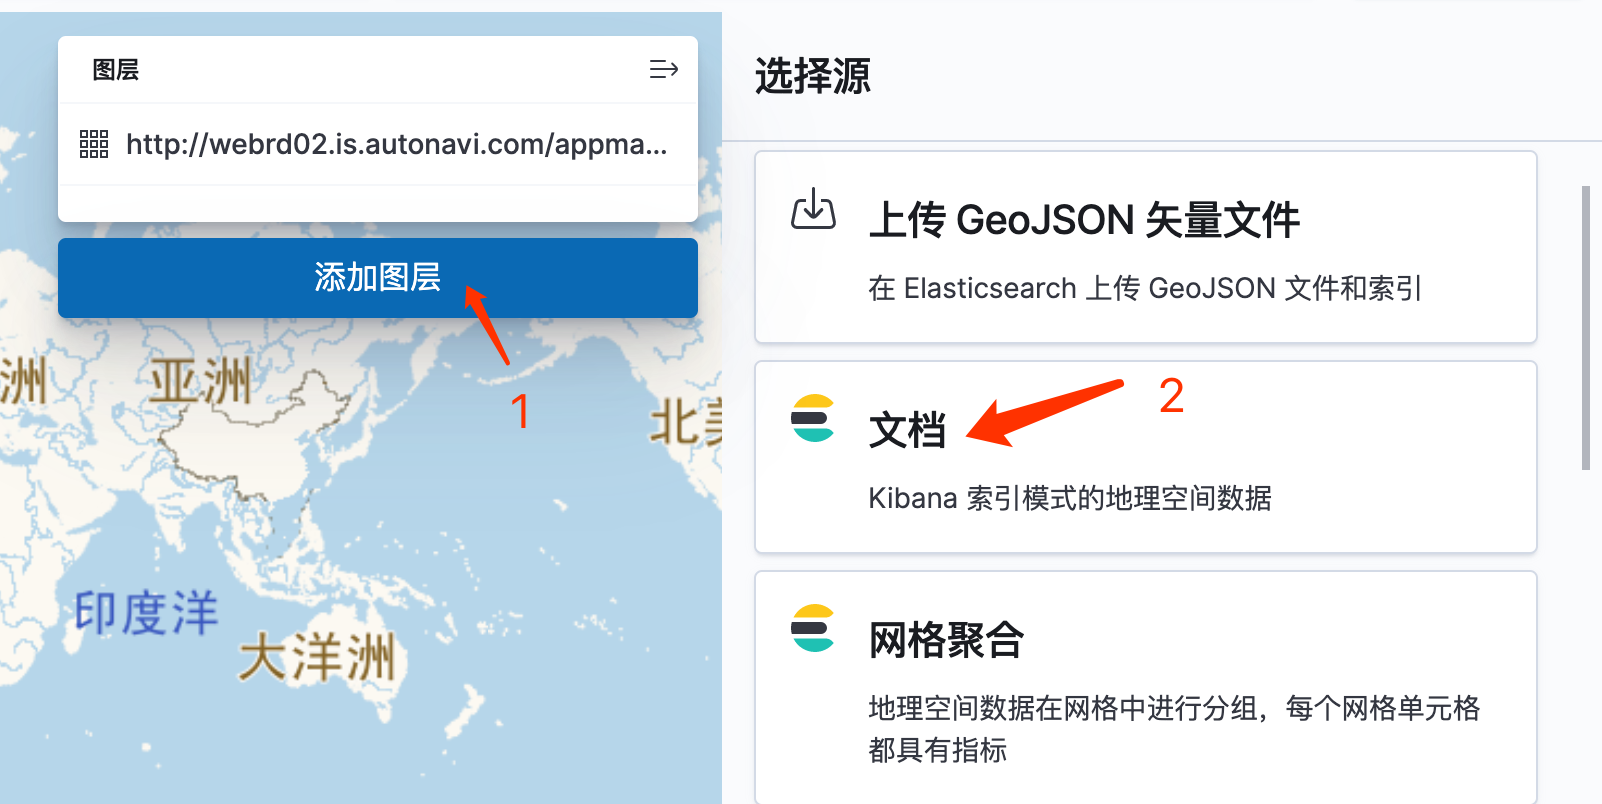 图层
http://webrd02.is.autonavi.com/appma...
添加图层
1
洲
亚洲
北美
印度洋
大洋洲
选择源
上传 GeoJSON 矢量文件
在 Elasticsearch 上传 GeoJSON 文件和索引
文档
2
Kibana 索引模式的地理空间数据
网格聚合
地理空间数据在网格中进行分组，每个网格单元格
都具有指标